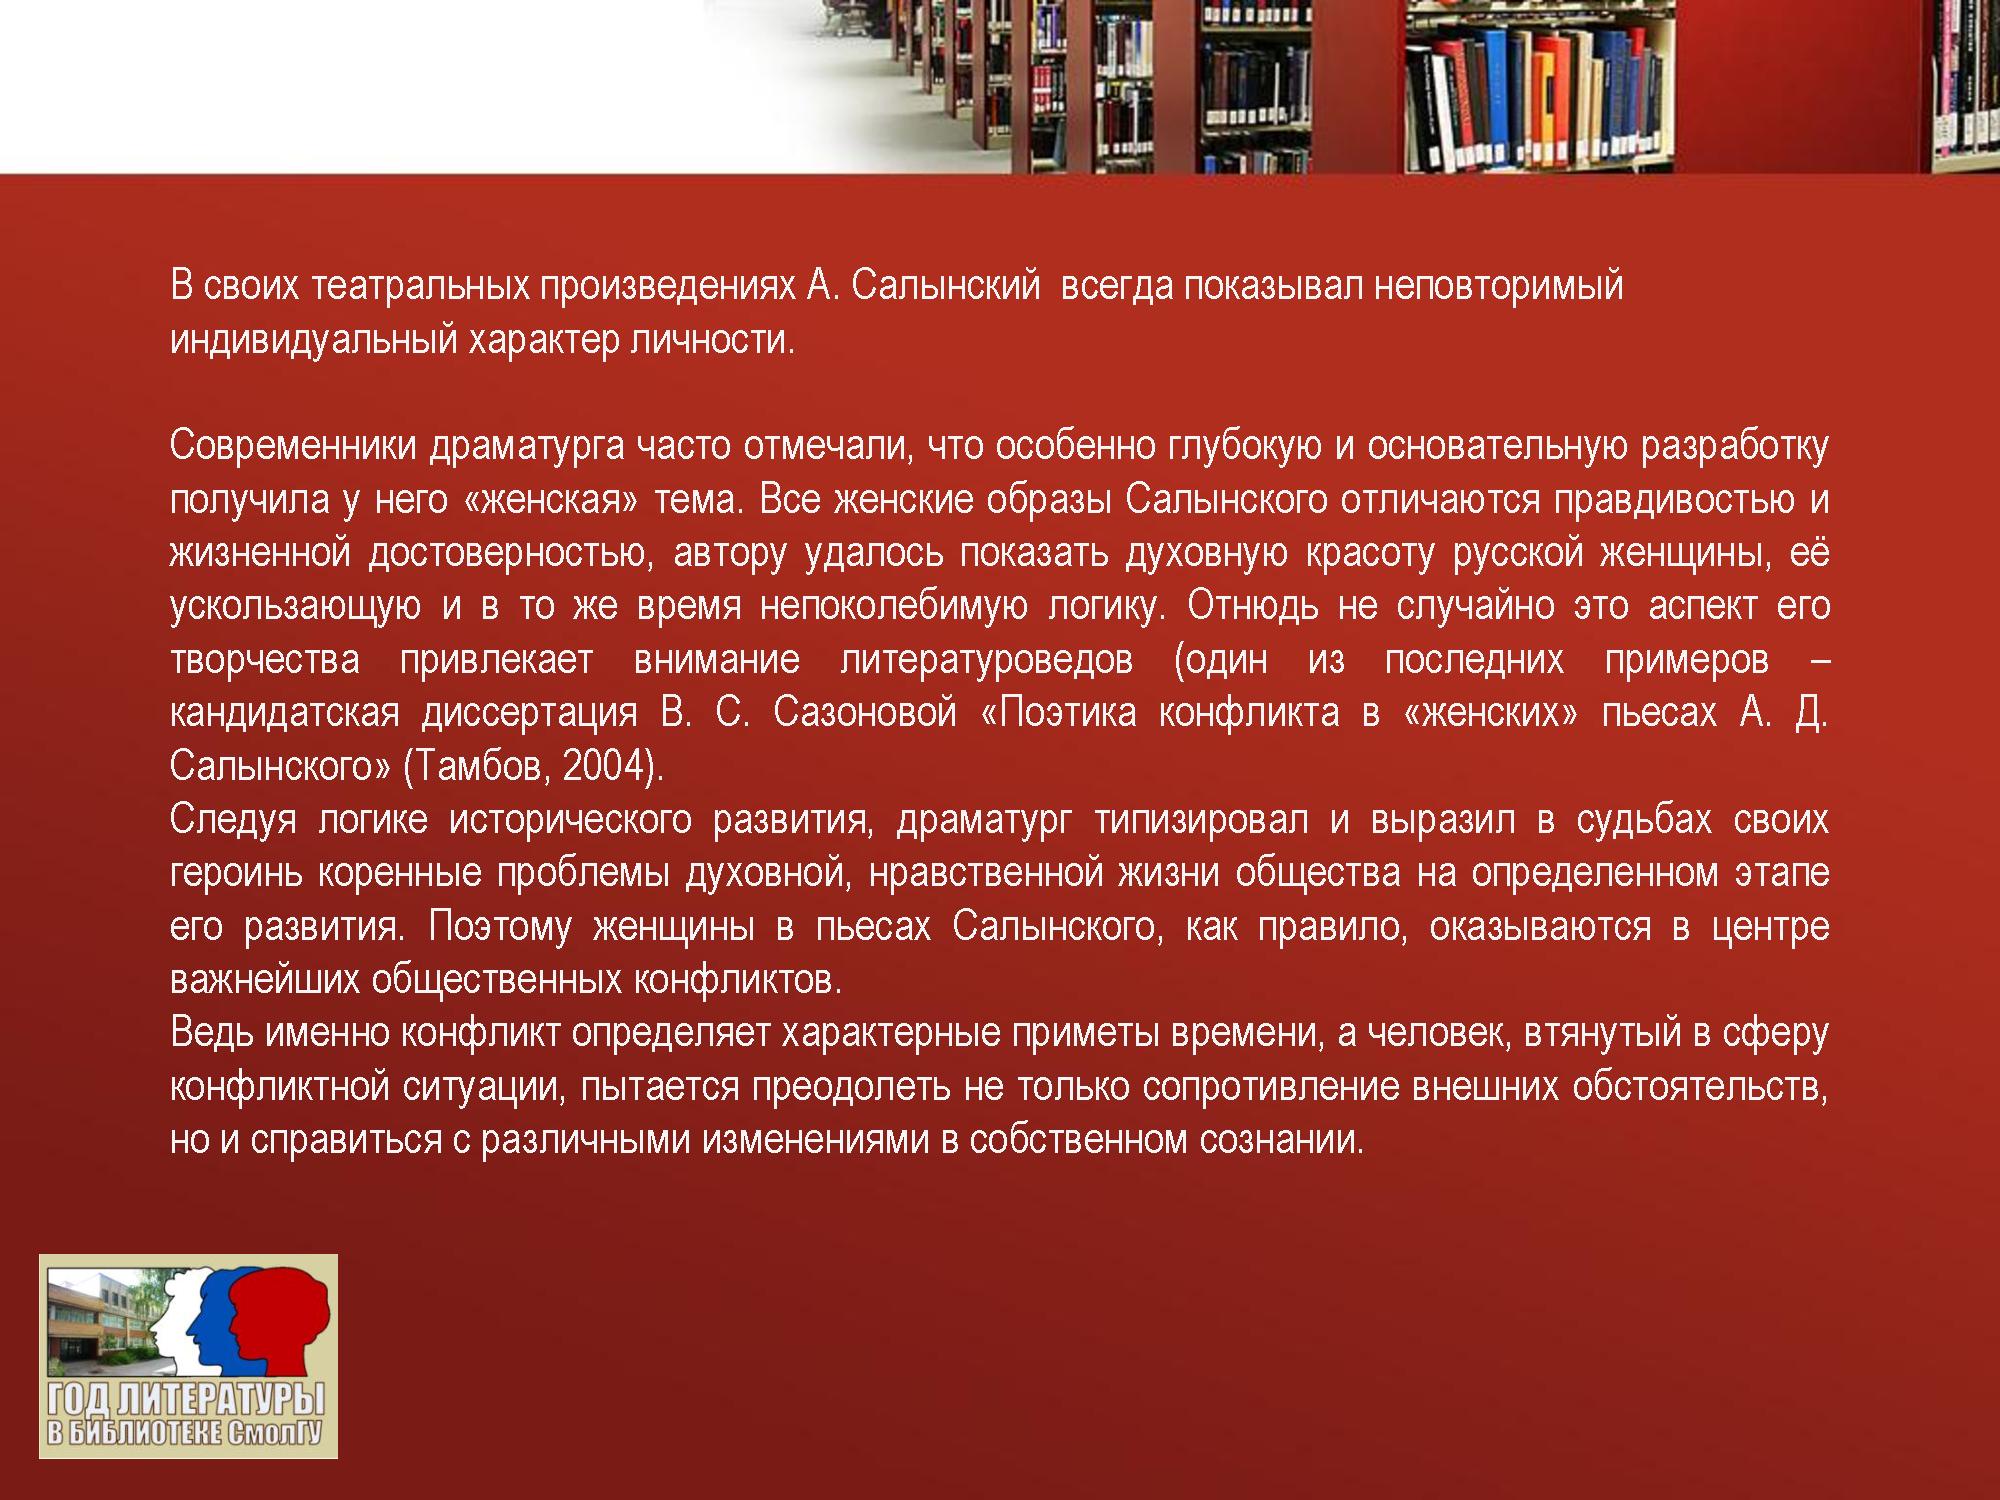 В своих театральных произведениях А. Салынский  всегда показывал неповторимый
индивидуальный характер личности.
Современники драматурга часто отмечали, что особенно глубокую и основательную разработку
получила у него «женская» тема. Все женские образы Салынского отличаются правдивостью и
жизненной достоверностью, автору удалось показать духовную красоту русской женщины, её
ускользающую и в то же время непоколебимую логику. Отнюдь не случайно это аспект его
творчества привлекает внимание литературоведов (один из последних примеров –
кандидатская диссертация В. С. Сазоновой «Поэтика конфликта в «женских» пьесах А. Д.
Салынского» (Тамбов, 2004).
Следуя логике исторического развития, драматург типизировал и выразил в судьбах своих
героинь коренные проблемы духовной, нравственной жизни общества на определенном этапе
его развития. Поэтому женщины в пьесах Салынского, как правило, оказываются в центре
важнейших общественных конфликтов.
Ведь именно конфликт определяет характерные приметы времени, а человек, втянутый в сферу
конфликтной ситуации, пытается преодолеть не только сопротивление внешних обстоятельств,
но и справиться с различными изменениями в собственном сознании.
ГОД ЛИТЕРАТУРЫ
В БИБЛИОТЕКЕ СмолГУ